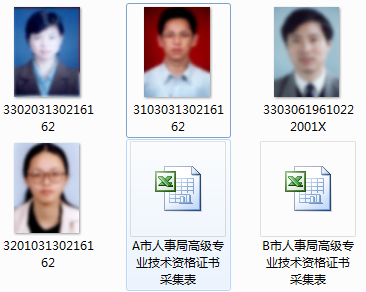 3302031302161
62
3103031302161
62
3303061961022
2001X
3201031302161
62
A市人事局高级专
业技术资格证书
采集表
B市人事局高级专
业技术资格证书
采集表